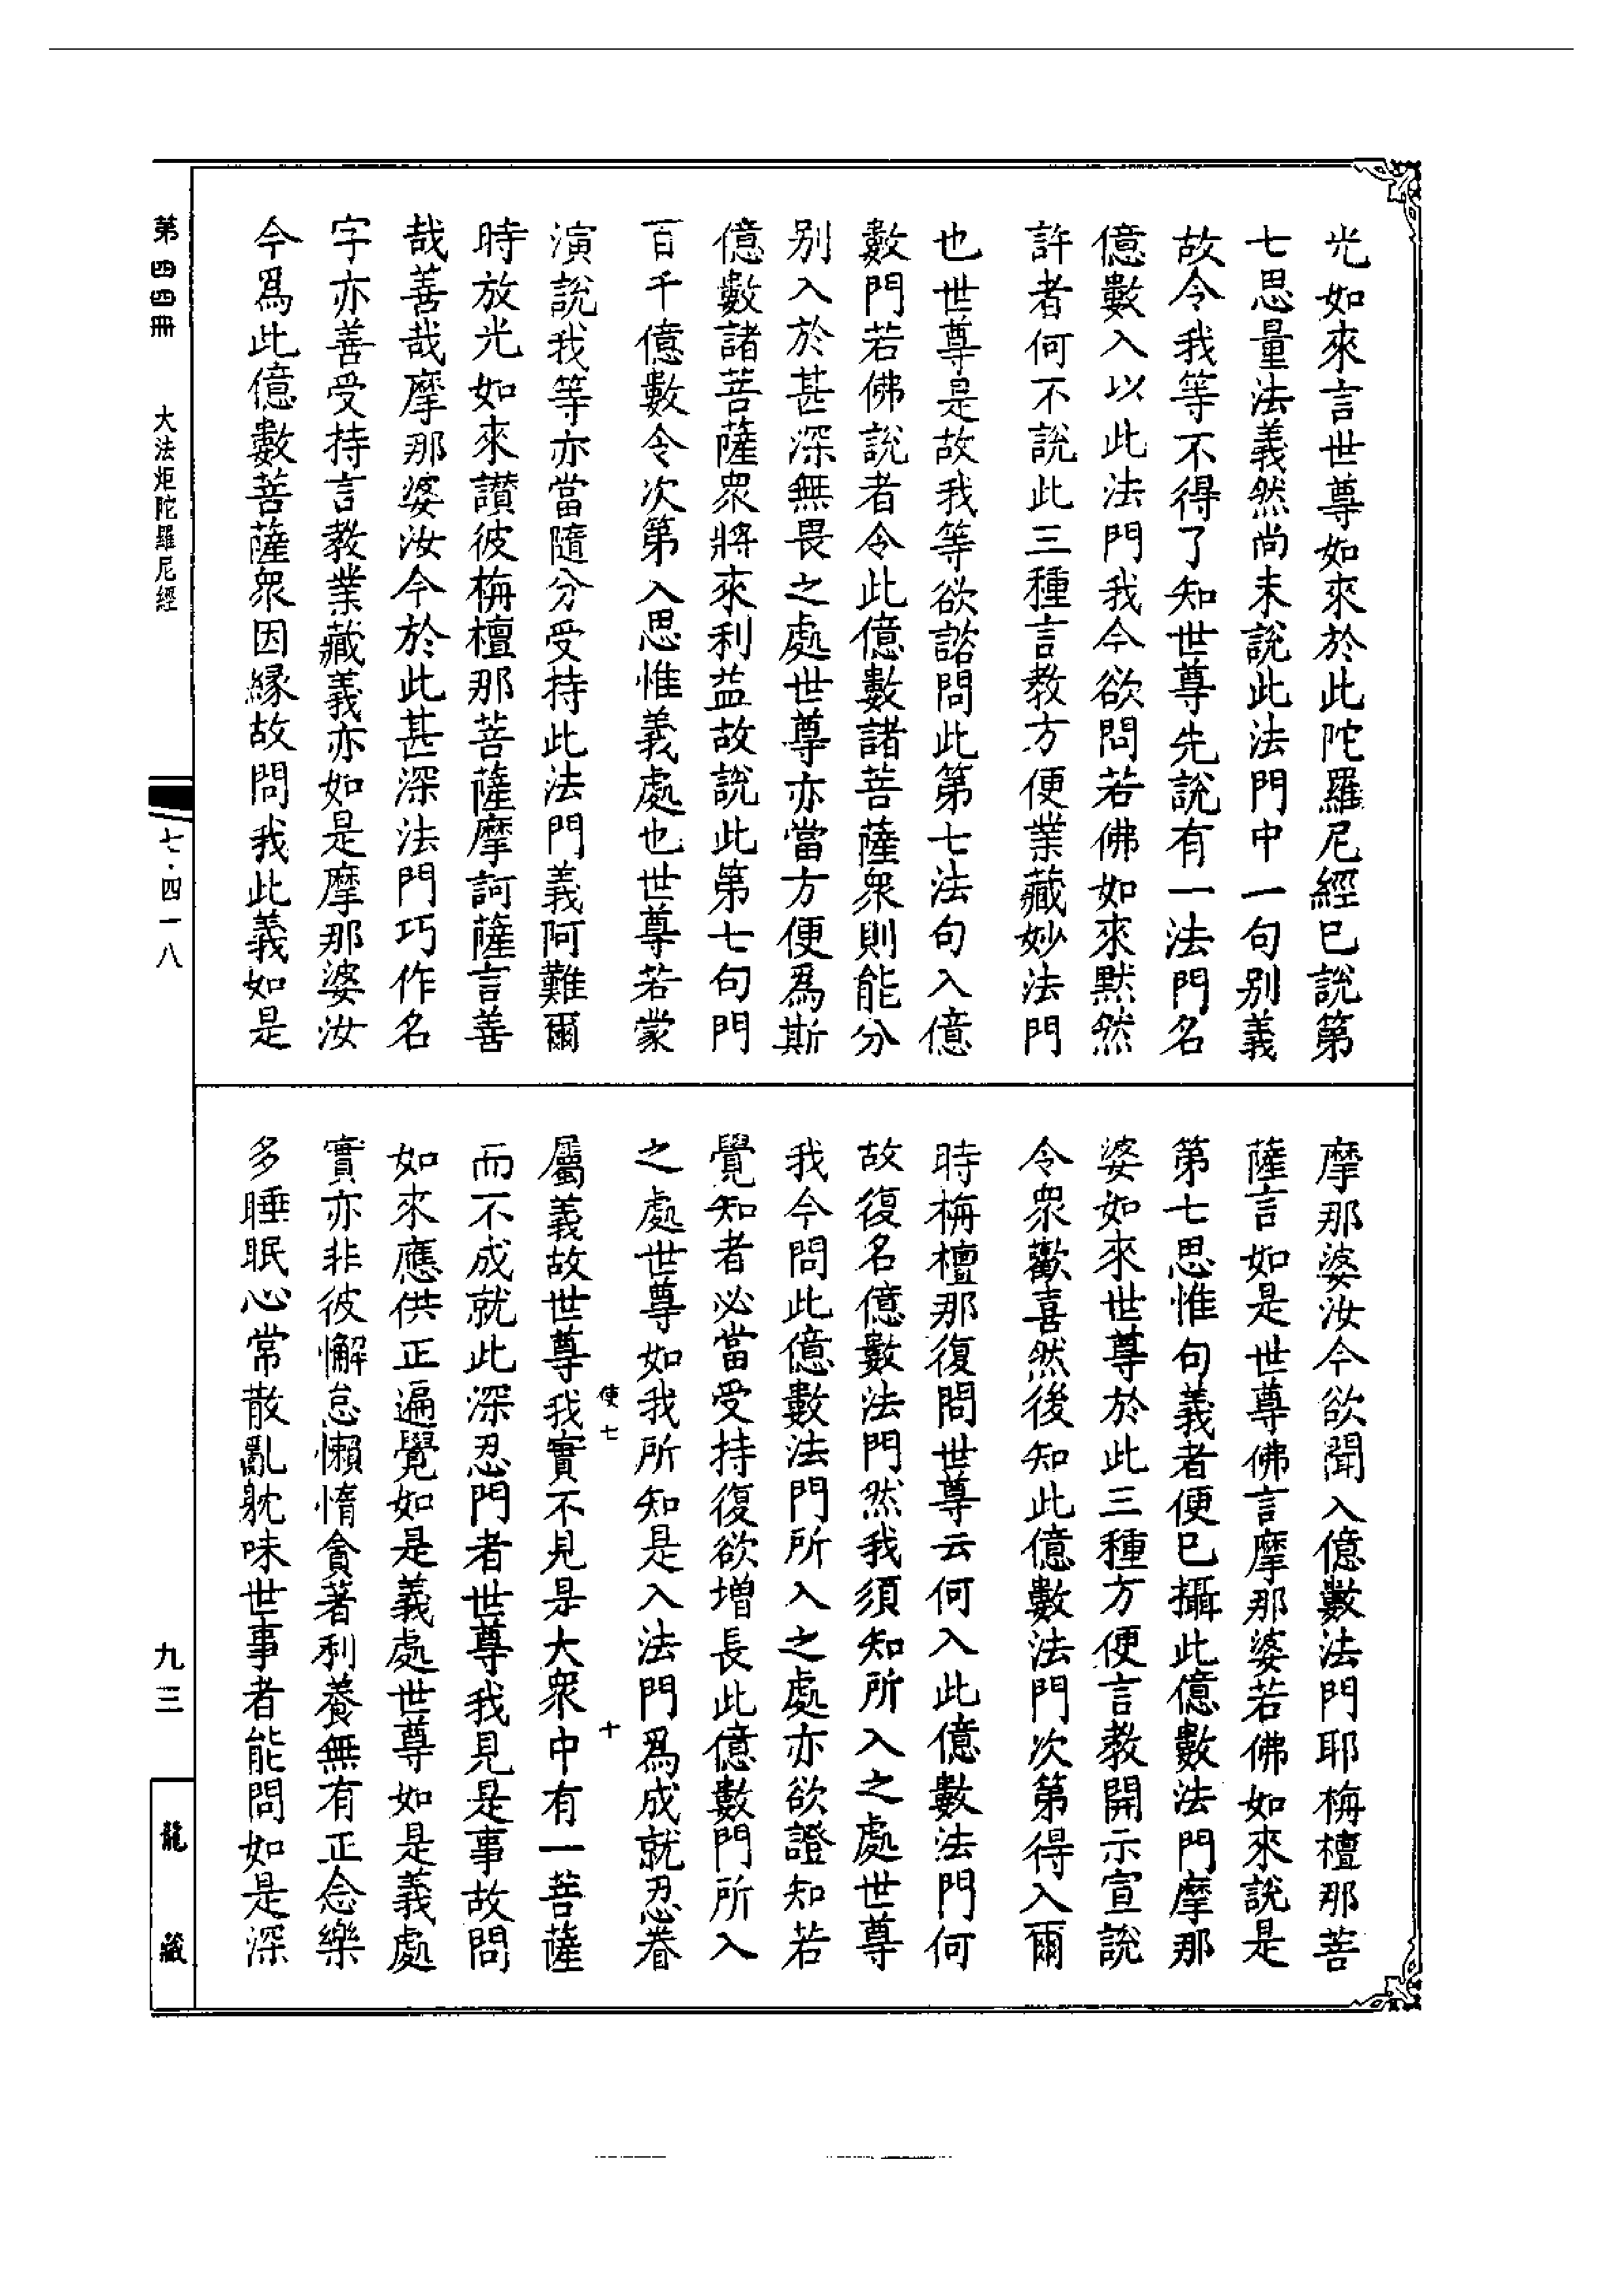 光如來言世尊如來於此陀羅尼經已說第
七思量法義然尚未說此法門中一句別義
故令我等不得了知世尊先說有一法門名
億數入以此法門我今欲問若佛如來默然
許者何不說此三種言教方便業藏妙法門
也世尊是故我等欲諮問此第七法句入億
數門若佛說者令此億數諸菩薩衆則能分
別入於甚深無畏之處世尊亦當方便爲斯
億數諸菩薩衆將來利益故說此第七句門
百千億數令次第入思惟義處也世尊若蒙
演說我等亦當隨分受持此法門義阿難爾
時放光如來讃彼栴檀那菩薩摩訶薩言善
哉善哉摩那婆汝今於此甚深法門巧作名
字亦善受持言教業藏義亦如是摩那婆汝
今爲此億數菩薩衆因緣故問我此義如是
摩那婆汝今欲聞入億數法門耶栴檀那菩
薩言如是世尊佛言摩那婆若佛如來說是
第七思惟句義者便已攝此億數法門摩那
婆如來世尊於此三種方便言教開示宣說
令衆歡喜然後知此億數法門次第得入爾
時栴檀那復問世尊云何入此億數法門何
故復名億數法門然我須知所入之處世尊
我今問此億數法門所入之處亦欲證知若
覺知者必當受持復欲增長此億數門所入
之處世尊如我所知是入法門爲成就忍眷
使七 十
屬義故世尊我實不見是大衆中有一菩薩
而不成就此深忍門者世尊我見是事故問
如來應供正遍覺如是義處世尊如是義處
實亦非彼懈怠懶惰貪著利養無有正念樂
多睡眠心常散亂躭味世事者能問如是深
第四四冊 大法炬陀羅尼經 七·四一八 九三 龍藏